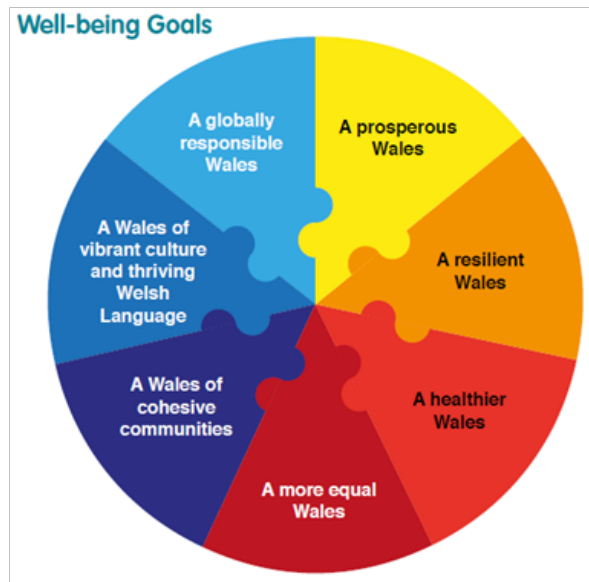 Well-being Goals
A prosperous
Wales
A resilient
Wales
A healthier
Wales
A more equal
Wales
A Wales of
cohesive
communities
A Wales of
vibrant culture
and thriving
Welsh
Language
A globally
responsible
Wales